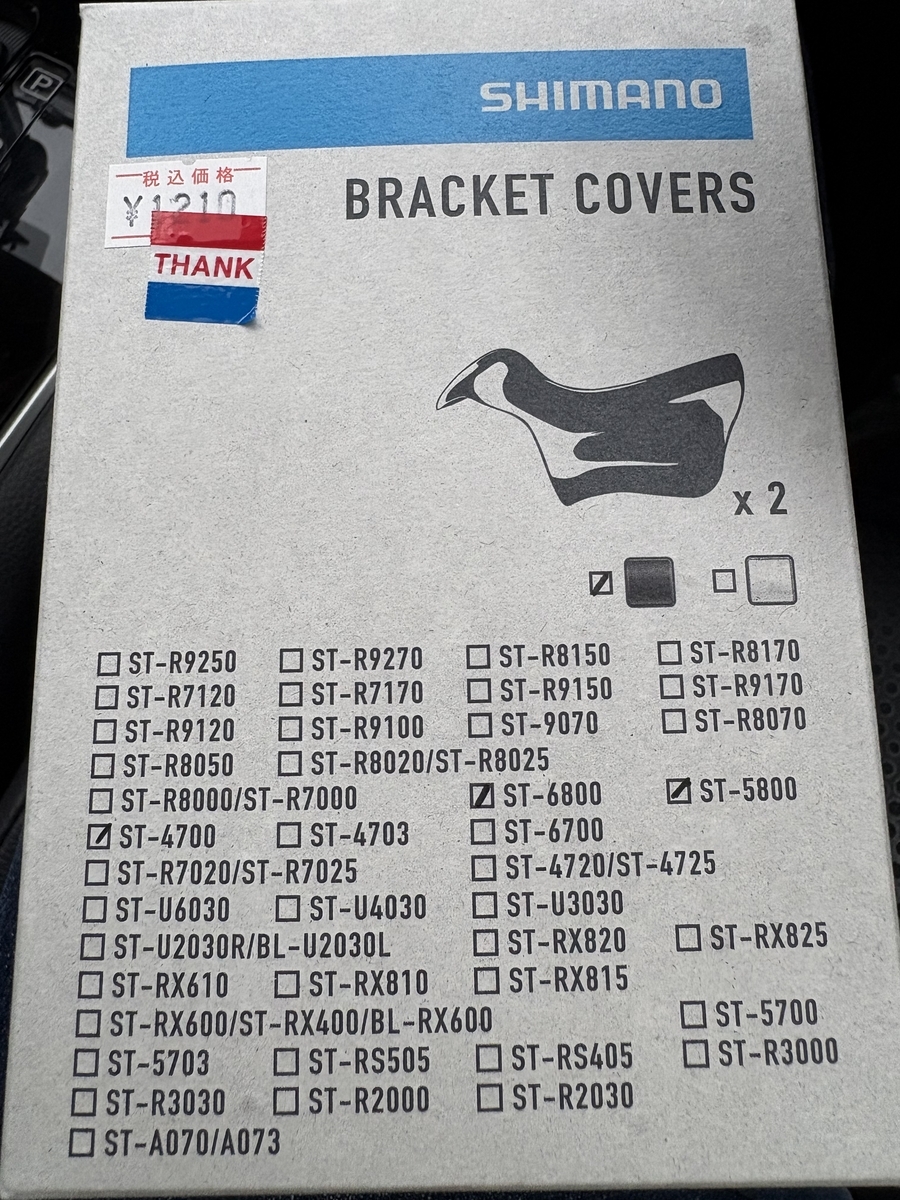 P
SHIMANO
税込価格
¥1210
THANK
BRACKET COVERS
x 2
ST-R9250 ST-R9270 ST-R8150 ST-R8170
ST-R7120 ST-R7170 ST-R9150 ST-R9170
ST-R9120 ST-R9100 ST-9070 ST-R8070
ST-R8050 ST-R8020/ST-R8025
ST-R8000/ST-R7000 ST-6800 ST-5800
ST-4700 ST-4703 ST-6700
ST-R7020/ST-R7025 ST-4720/ST-4725
ST-U6030 ST-U4030 ST-U3030
ST-U2030R/BL-U2030L ST-RX820 ST-RX825
ST-RX610 ST-RX810 ST-RX815
ST-RX600/ST-RX400/BL-RX600 ST-5700
ST-5703 ST-RS505 ST-RS405 ST-R3000
ST-R3030 ST-R2000 ST-R2030
ST-A070/A073